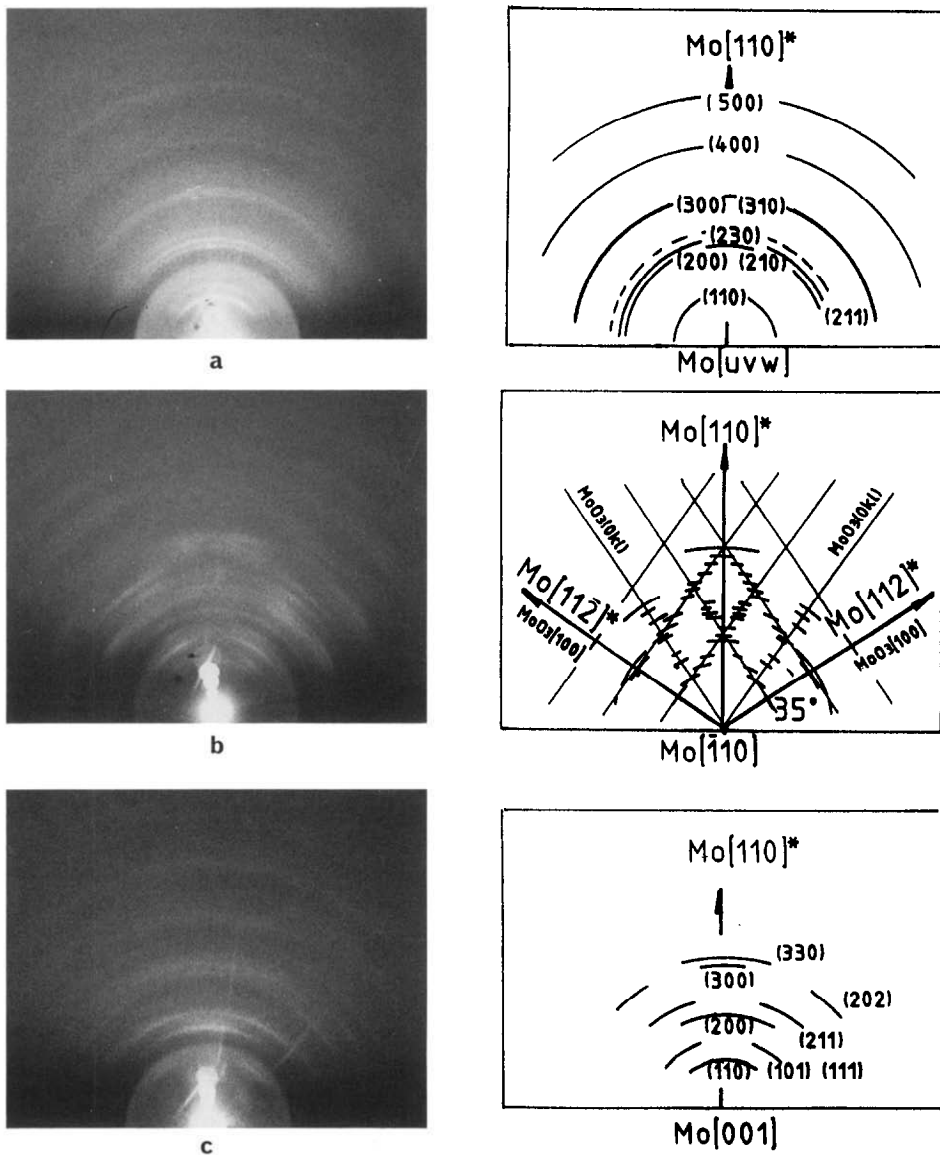 Mo[110]*
(500)
(400)
(300) (310)
(230)
(200) (210)
(110)
(211)
Mo[uvw]
a
Mo[110]*
MoO3(0kl)
MoO3(0kl)
Mo[112̄]*
MoO3[100]
Mo[112]*
MoO3[100]
35°
Mo[1̄10]
b
Mo[110]*
(330)
(300)
(202)
(200)
(211)
(110) (101) (111)
Mo[001]
c